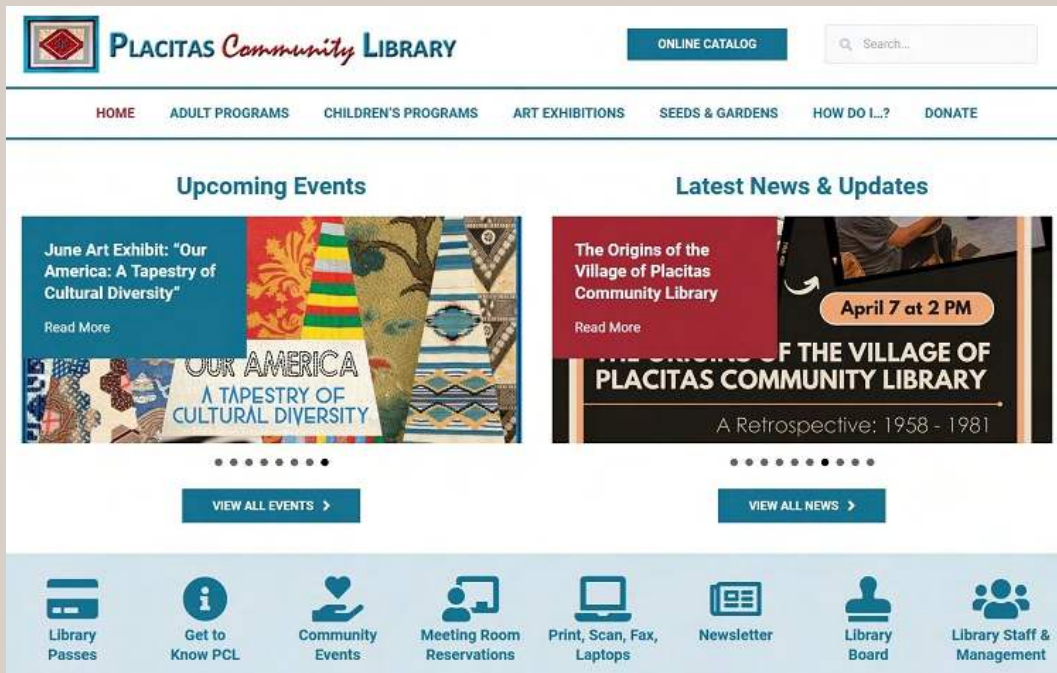 PLACITAS Community LIBRARY
ONLINE CATALOG
Search...
HOME ADULT PROGRAMS CHILDREN'S PROGRAMS ART EXHIBITIONS SEEDS & GARDENS HOW DO I...? DONATE
Upcoming Events
June Art Exhibit: “Our
America: A Tapestry of
Cultural Diversity”
Read More
OUR AMERICA
A TAPESTRY OF
CULTURAL DIVERSITY
VIEW ALL EVENTS
Latest News & Updates
The Origins of the
Village of Placitas
Community Library
Read More
April 7 at 2 PM
THE ORIGINS OF THE VILLAGE OF
PLACITAS COMMUNITY LIBRARY
A Retrospective: 1958 - 1981
VIEW ALL NEWS
Library
Passes
Get to
Know PCL
Community
Events
Meeting Room
Reservations
Print, Scan, Fax,
Laptops
Newsletter
Library
Board
Library Staff &
Management